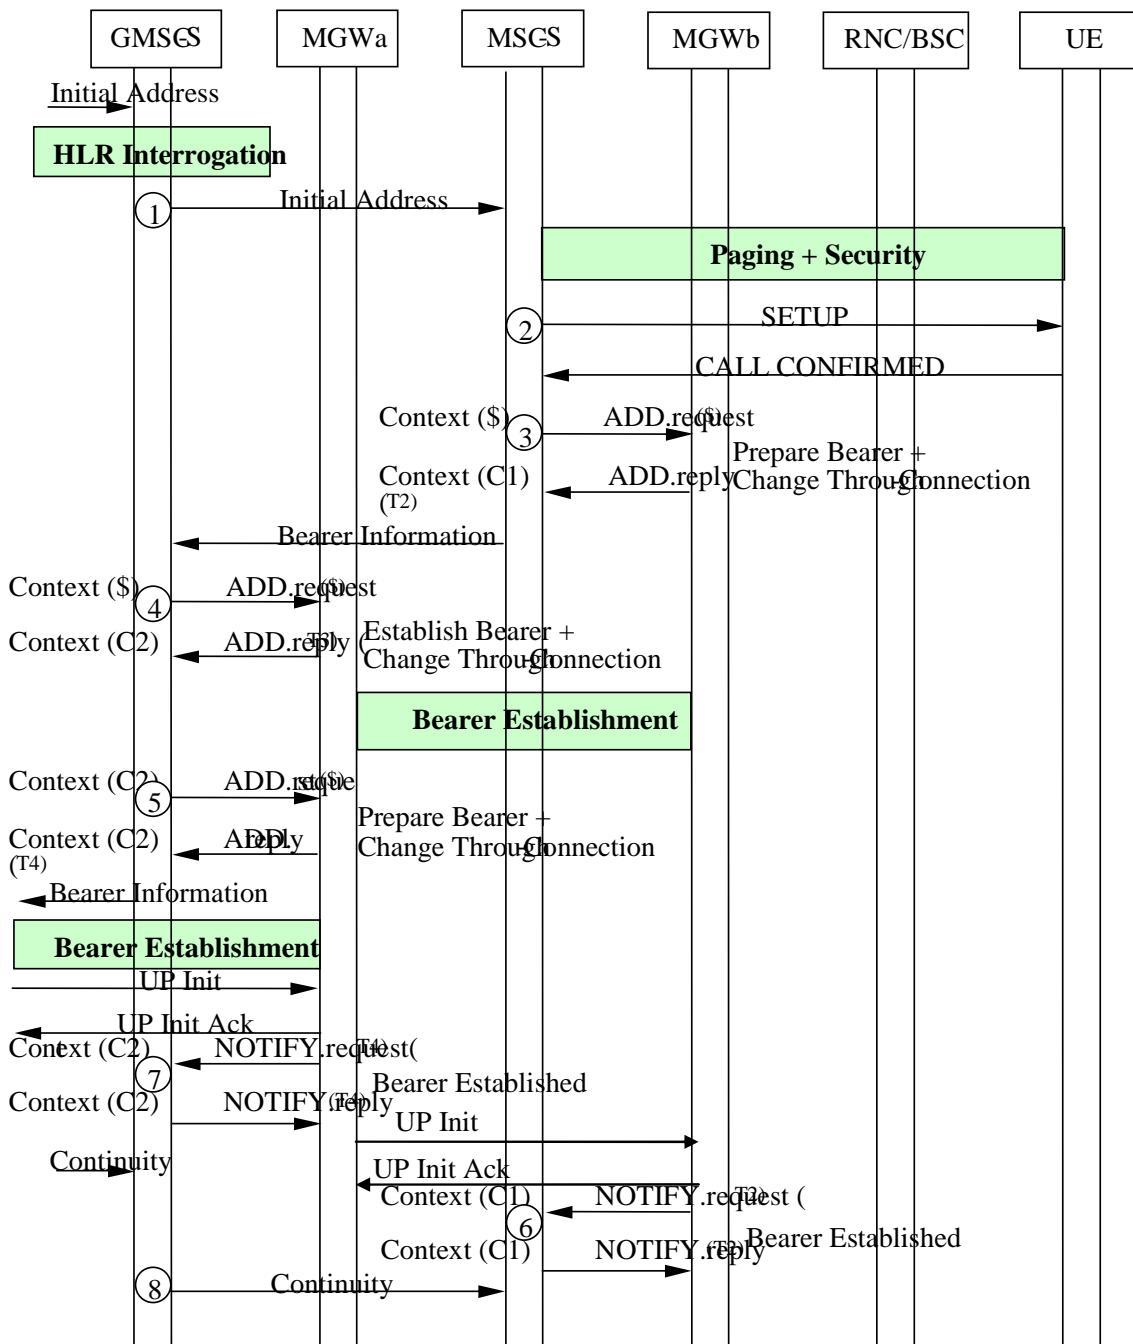 GMSC-S MGWa MSC-S MGWb RNC/BSC UE
Initial Address
HLR Interrogation
1 Initial Address
Paging + Security
2 SETUP
CALL CONFIRMED
Context ($) 3 ADD.request ($)
Prepare Bearer +
Change Through-Connection
Context (C1) ADD.reply
(T2)
Bearer Information
Context ($) 4 ADD.request ($)
Establish Bearer +
Change Through-Connection
Context (C2) ADD.reply (T3)
Bearer Establishment
Context (C2) 5 ADD.request ($)
Prepare Bearer +
Change Through-Connection
Context (C2) ADD.reply
(T4)
Bearer Information
Bearer Establishment
UP Init
UP Init Ack
Context (C2) NOTIFY.request (T4)
7
Bearer Established
Context (C2) NOTIFY.reply (T4)
UP Init
Continuity
UP Init Ack
Context (C1) NOTIFY.request (T2)
6
Bearer Established
Context (C1) NOTIFY.reply (T2)
8 Continuity